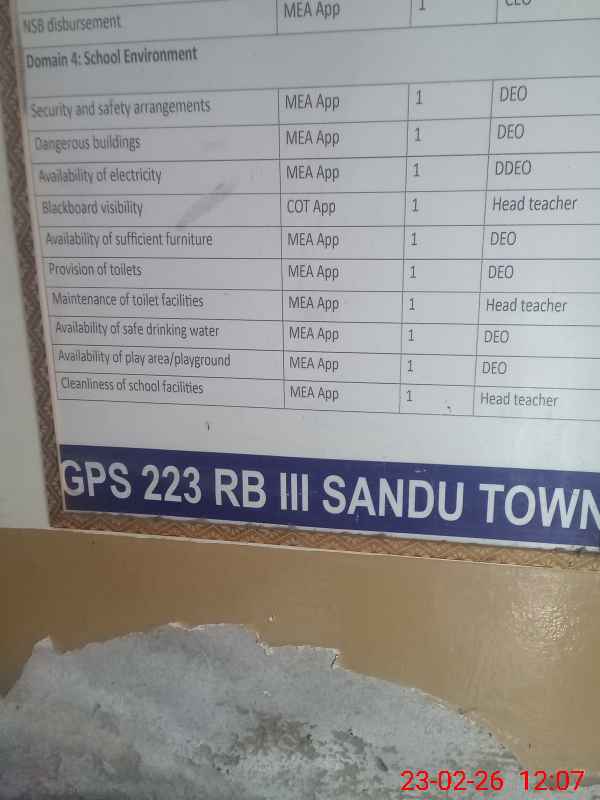 NSB disbursement MEA App 1 CEO
Domain 4: School Environment
Security and safety arrangements MEA App 1 DEO
Dangerous buildings MEA App 1 DEO
Availability of electricity MEA App 1 DDEO
Blackboard visibility COT App 1 Head teacher
Availability of sufficient furniture MEA App 1 DEO
Provision of toilets MEA App 1 DEO
Maintenance of toilet facilities MEA App 1 Head teacher
Availability of safe drinking water MEA App 1 DEO
Availability of play area/playground MEA App 1 DEO
Cleanliness of school facilities MEA App 1 Head teacher
GPS 223 RB III SANDU TOWN
23-02-26 12:07